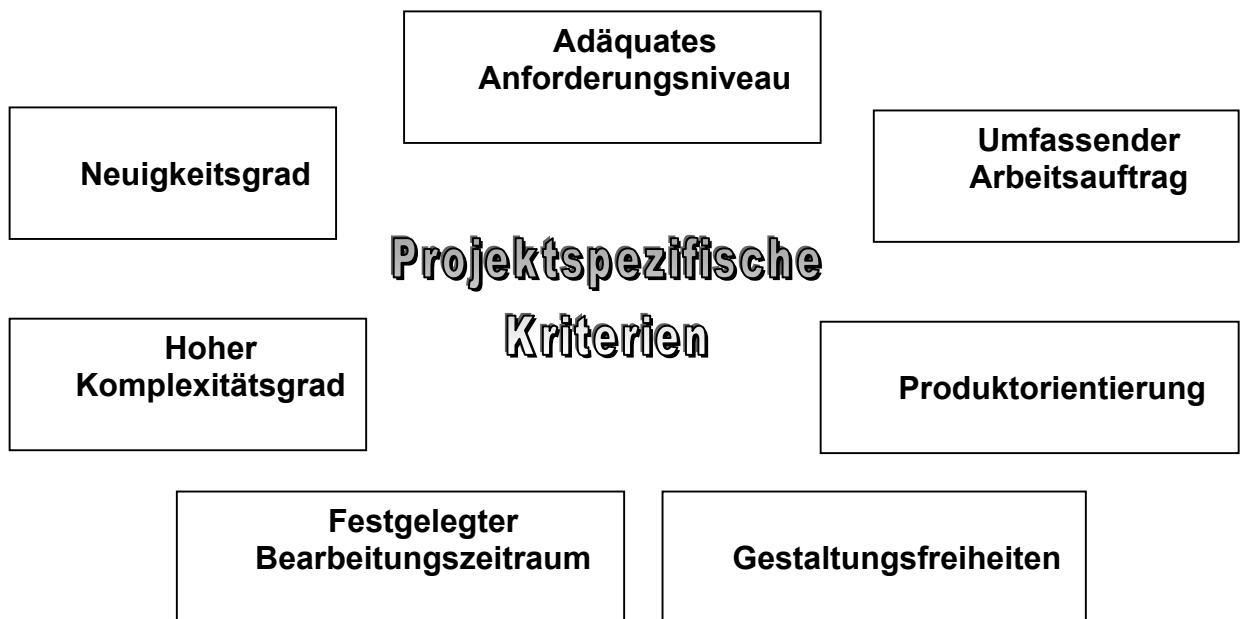 Adäquates
Anforderungsniveau
Neuigkeitsgrad
Umfassender
Arbeitsauftrag
Projektspezifische
Kriterien
Hoher
Komplexitätsgrad
Produktorientierung
Festgelegter
Bearbeitungszeitraum
Gestaltungsfreiheiten